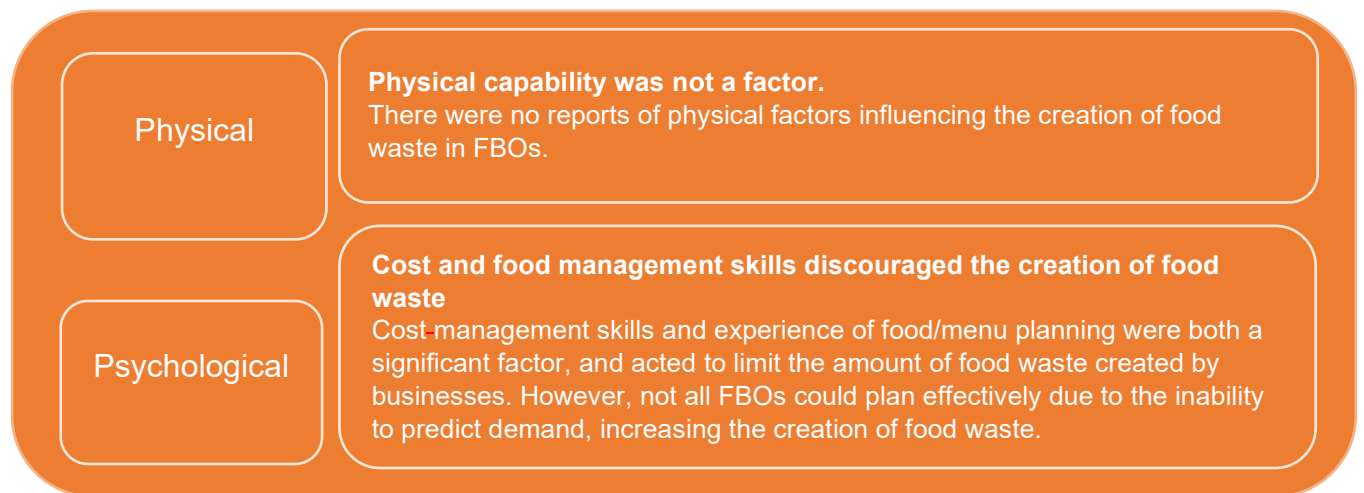 Physical
Physical capability was not a factor.
There were no reports of physical factors influencing the creation of food
waste in FBOs.
Psychological
Cost and food management skills discouraged the creation of food
waste
Cost-management skills and experience of food/menu planning were both a
significant factor, and acted to limit the amount of food waste created by
businesses. However, not all FBOs could plan effectively due to the inability
to predict demand, increasing the creation of food waste.